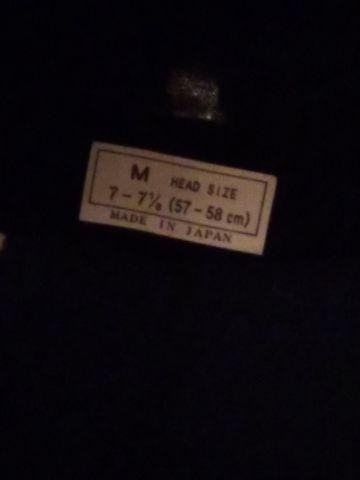 M HEAD SIZE
7 - 7⅛ (57 - 58 cm)
MADE IN JAPAN